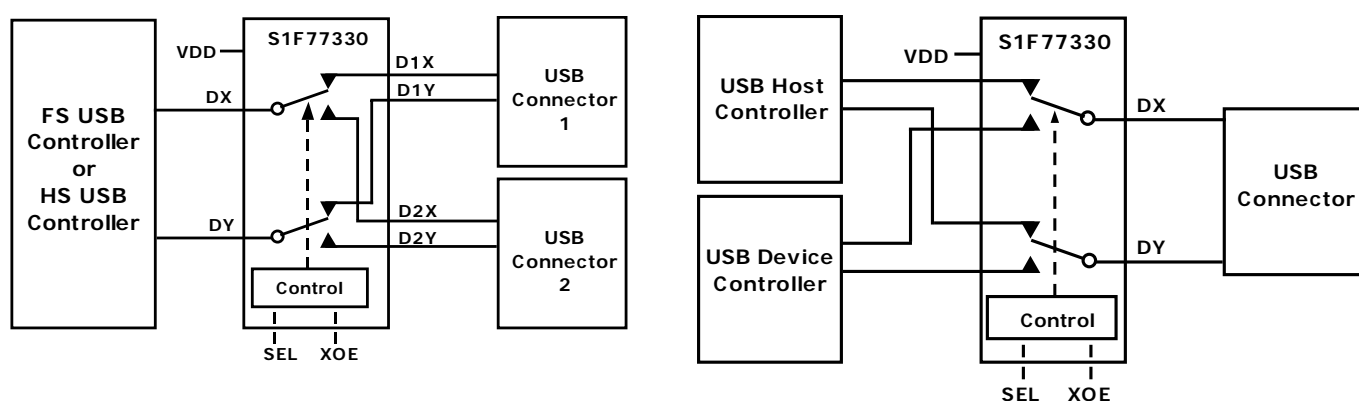 FS USB
Controller
or
HS USB
Controller
VDD
S1F77330
DX
DY
D1X
D1Y
D2X
D2Y
Control
SEL XOE
USB
Connector
1
USB
Connector
2
USB Host
Controller
USB Device
Controller
VDD
S1F77330
Control
SEL XOE
DX
DY
USB
Connector